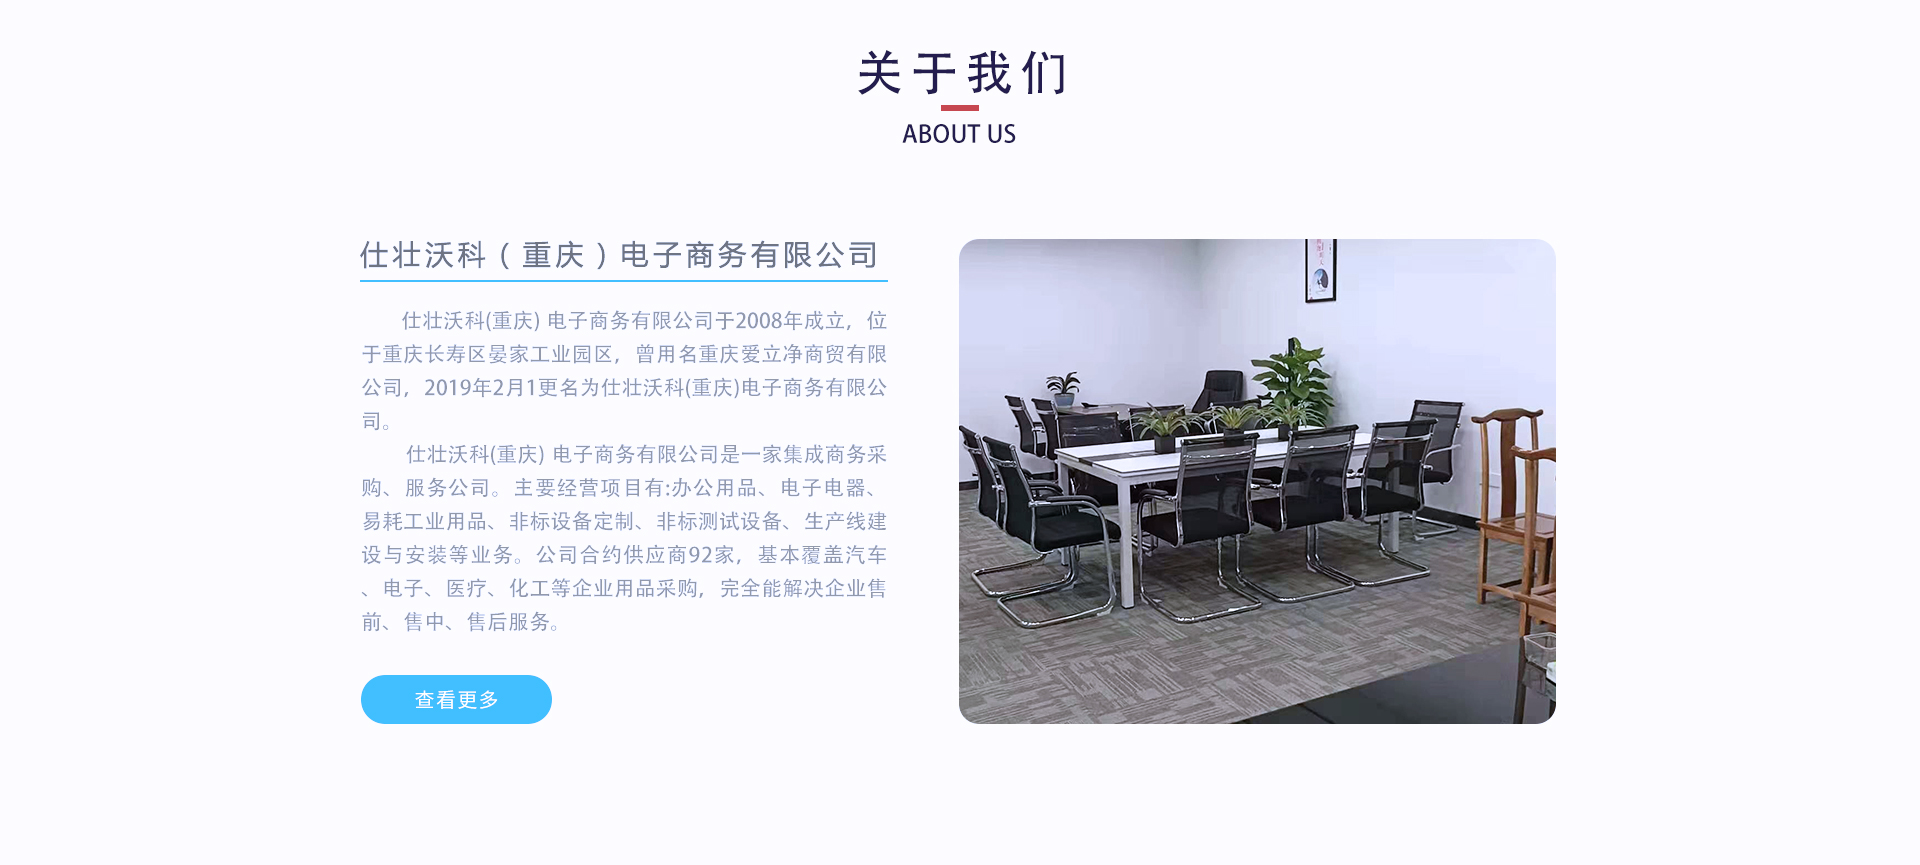 关于我们
ABOUT US
仕壮沃科（重庆）电子商务有限公司
仕壮沃科(重庆) 电子商务有限公司于2008年成立，位
于重庆长寿区晏家工业园区，曾用名重庆爱立净商贸有限
公司，2019年2月1更名为仕壮沃科(重庆)电子商务有限公
司。
仕壮沃科(重庆) 电子商务有限公司是一家集成商务采
购、服务公司。主要经营项目有:办公用品、电子电器、
易耗工业用品、非标设备定制、非标测试设备、生产线建
设与安装等业务。公司合约供应商92家，基本覆盖汽车
、电子、医疗、化工等企业用品采购，完全能解决企业售
前、售中、售后服务。
查看更多